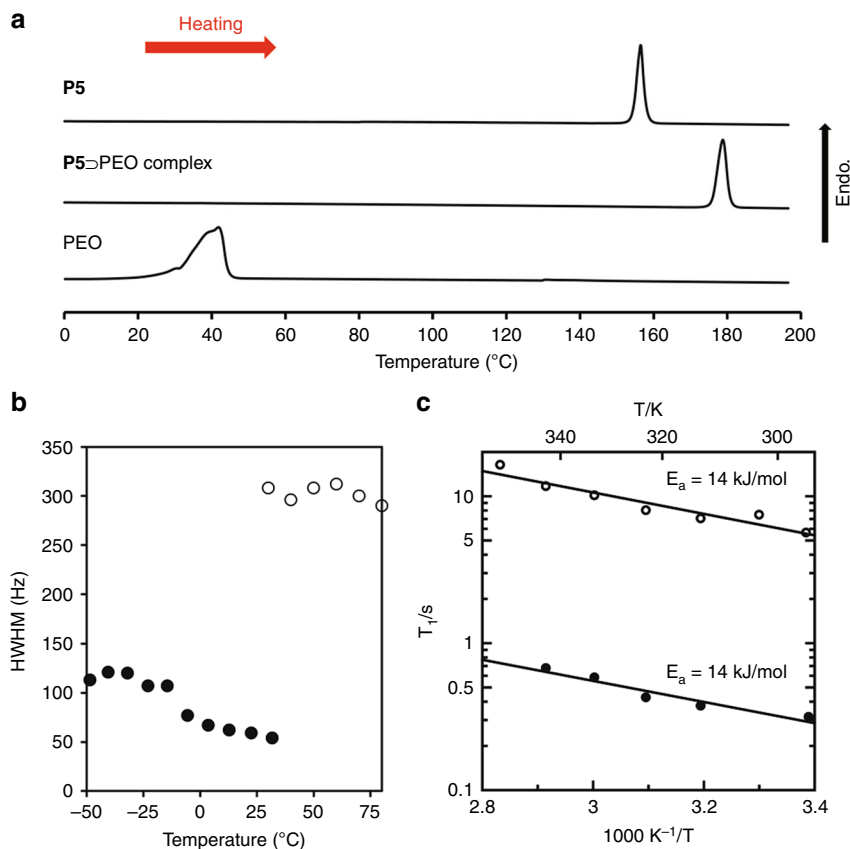 a
Heating
P5
P5⊃PEO complex
PEO
Endo.
0 20 40 60 80 100 120 140 160 180 200
Temperature (°C)
b
350
300
250
200
150
100
50
0
HWHM (Hz)
–50 –25 0 25 50 75
Temperature (°C)
c
T/K
340 320 300
10
5
1
0.5
0.1
T1/s
Ea = 14 kJ/mol
Ea = 14 kJ/mol
2.8 3 3.2 3.4
1000 K–1/T